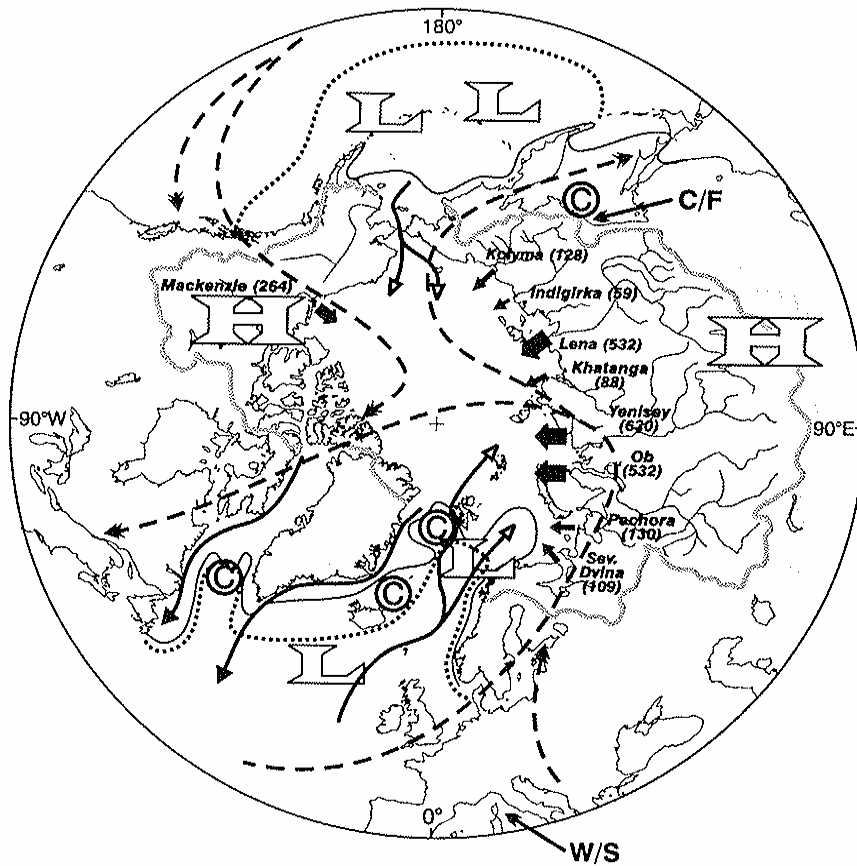 180°
L L
C C/F
Kolyma (128)
Mackenzie (264)
Indigirka (59)
H
H
Lena (532)
Khatanga
(88)
90°W
90°E
Yenisey
(630)
Ob
(532)
C
Pechora
(130)
L
Sev.
Dvina
(109)
C
C
L
0°
W/S